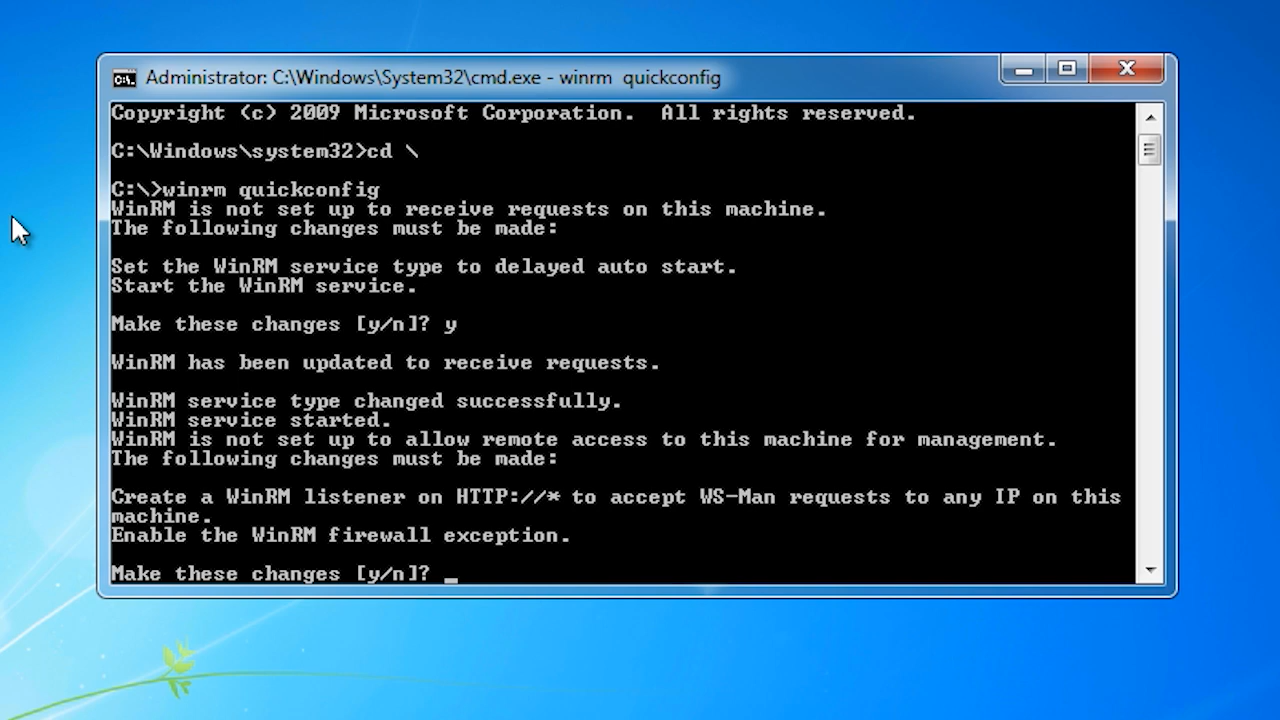 Administrator: C:\Windows\System32\cmd.exe - winrm  quickconfig
Copyright (c) 2009 Microsoft Corporation.  All rights reserved.
C:\Windows\system32>cd \
C:\>winrm quickconfig
WinRM is not set up to receive requests on this machine.
The following changes must be made:
Set the WinRM service type to delayed auto start.
Start the WinRM service.
Make these changes [y/n]? y
WinRM has been updated to receive requests.
WinRM service type changed successfully.
WinRM service started.
WinRM is not set up to allow remote access to this machine for management.
The following changes must be made:
Create a WinRM listener on HTTP://* to accept WS-Man requests to any IP on this
machine.
Enable the WinRM firewall exception.
Make these changes [y/n]? _